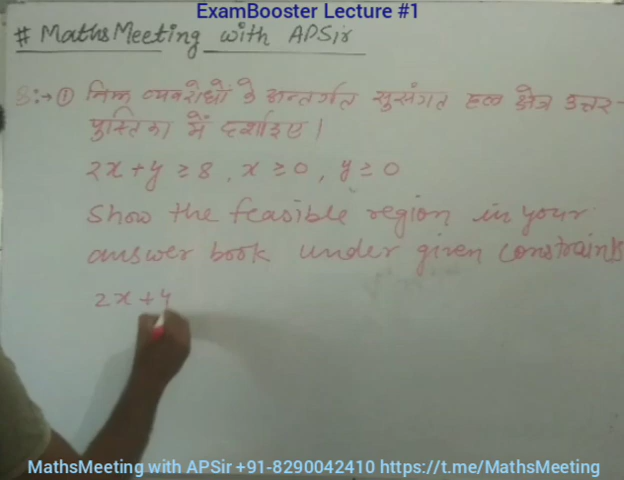 ExamBooster Lecture #1
# MathsMeeting with APSir
8:→ ① निम्न व्यवरोधों के अन्तर्गत सुसंगत हल क्षेत्र उत्तर-
पुस्तिका में दर्शाइए।
2x + y ≥ 8, x ≥ 0, y ≥ 0
Show the feasible region in your
answer book under given constraints
2x + y
MathsMeeting with APSir +91-8290042410 https://t.me/MathsMeeting